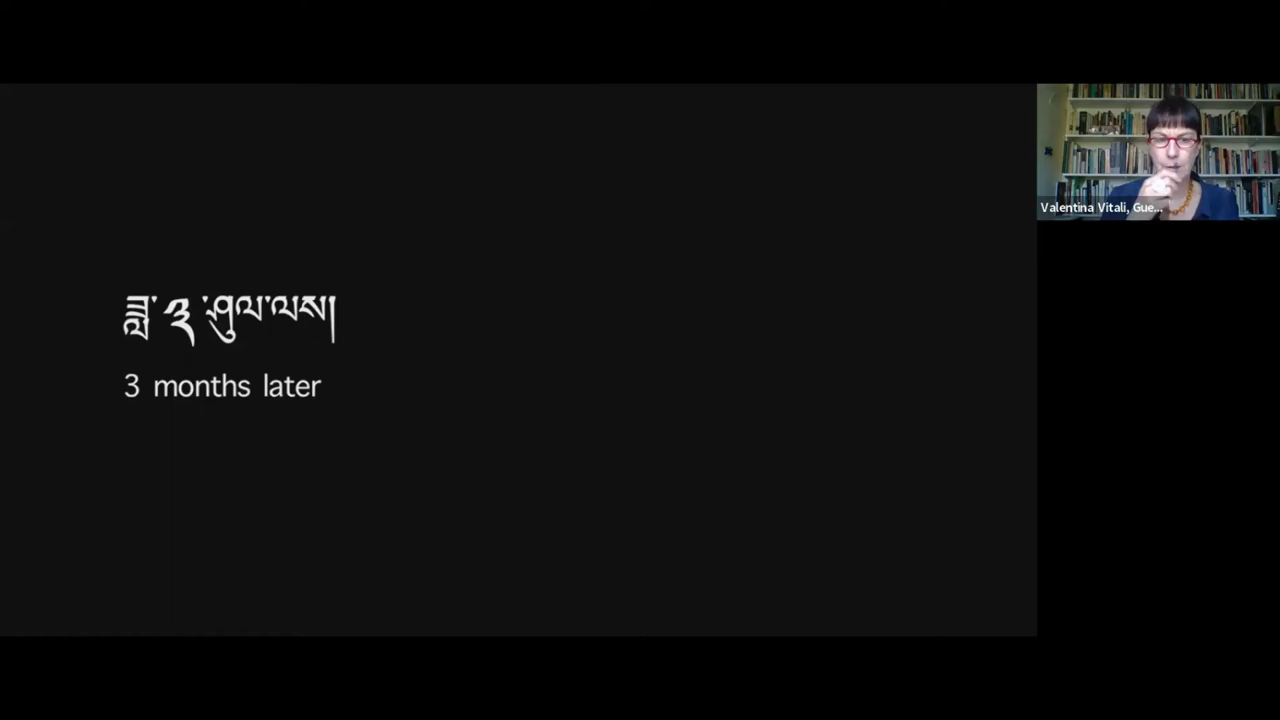 ཟླ་ ༣ ་ཤུལ་ལས།
3 months later
Valentina Vitali, Gue...